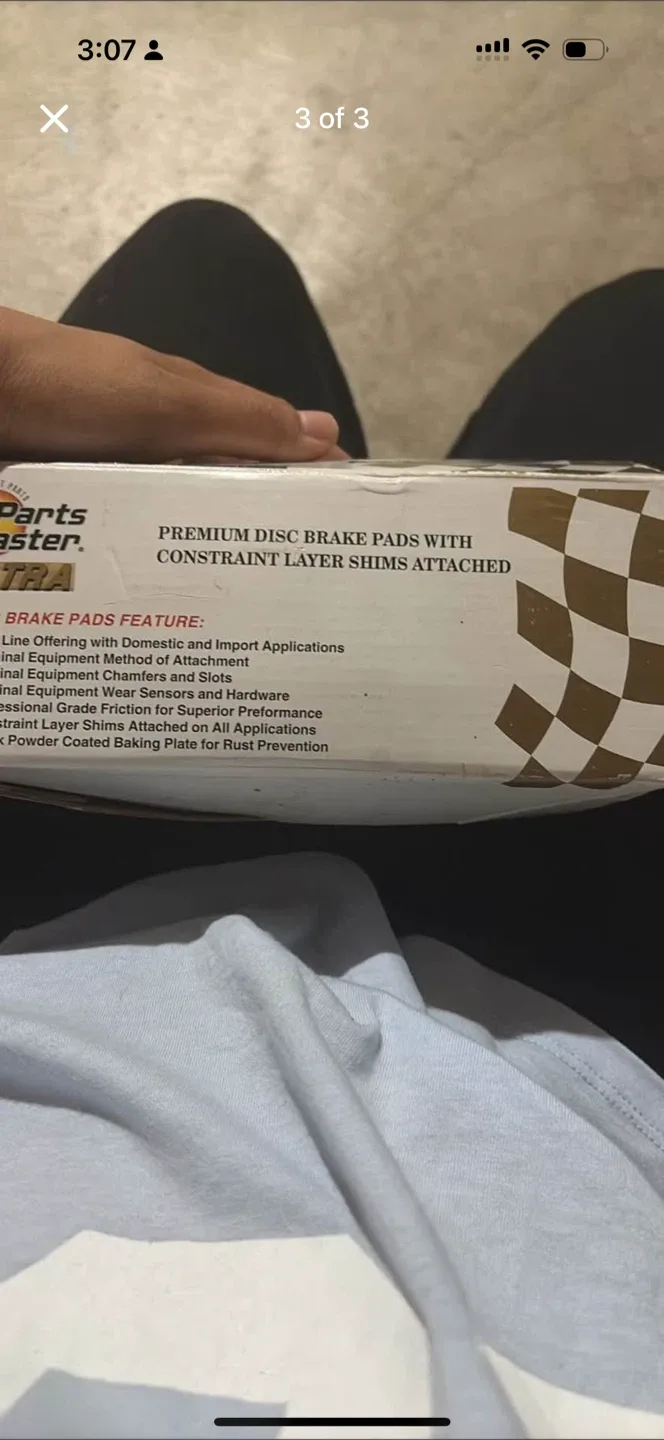 3:07
3 of 3
Parts
aster.
TRA
PREMIUM DISC BRAKE PADS WITH
CONSTRAINT LAYER SHIMS ATTACHED
BRAKE PADS FEATURE:
Line Offering with Domestic and Import Applications
inal Equipment Method of Attachment
inal Equipment Chamfers and Slots
inal Equipment Wear Sensors and Hardware
essional Grade Friction for Superior Preformance
straint Layer Shims Attached on All Applications
k Powder Coated Baking Plate for Rust Prevention